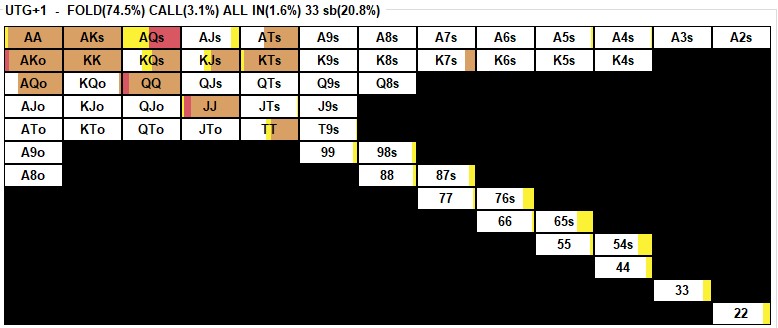 UTG+1 - FOLD(74.5%) CALL(3.1%) ALL IN(1.6%) 33 sb(20.8%)
AA AKs AQs AJs ATs A9s A8s A7s A6s A5s A4s A3s A2s
AKo KK KQs KJs KTs K9s K8s K7s K6s K5s K4s
AQo KQo QQ QJs QTs Q9s Q8s
AJo KJo QJo JJ JTs J9s
ATo KTo QTo JTo TT T9s
A9o 99 98s
A8o 88 87s
77 76s
66 65s
55 54s
44
33
22